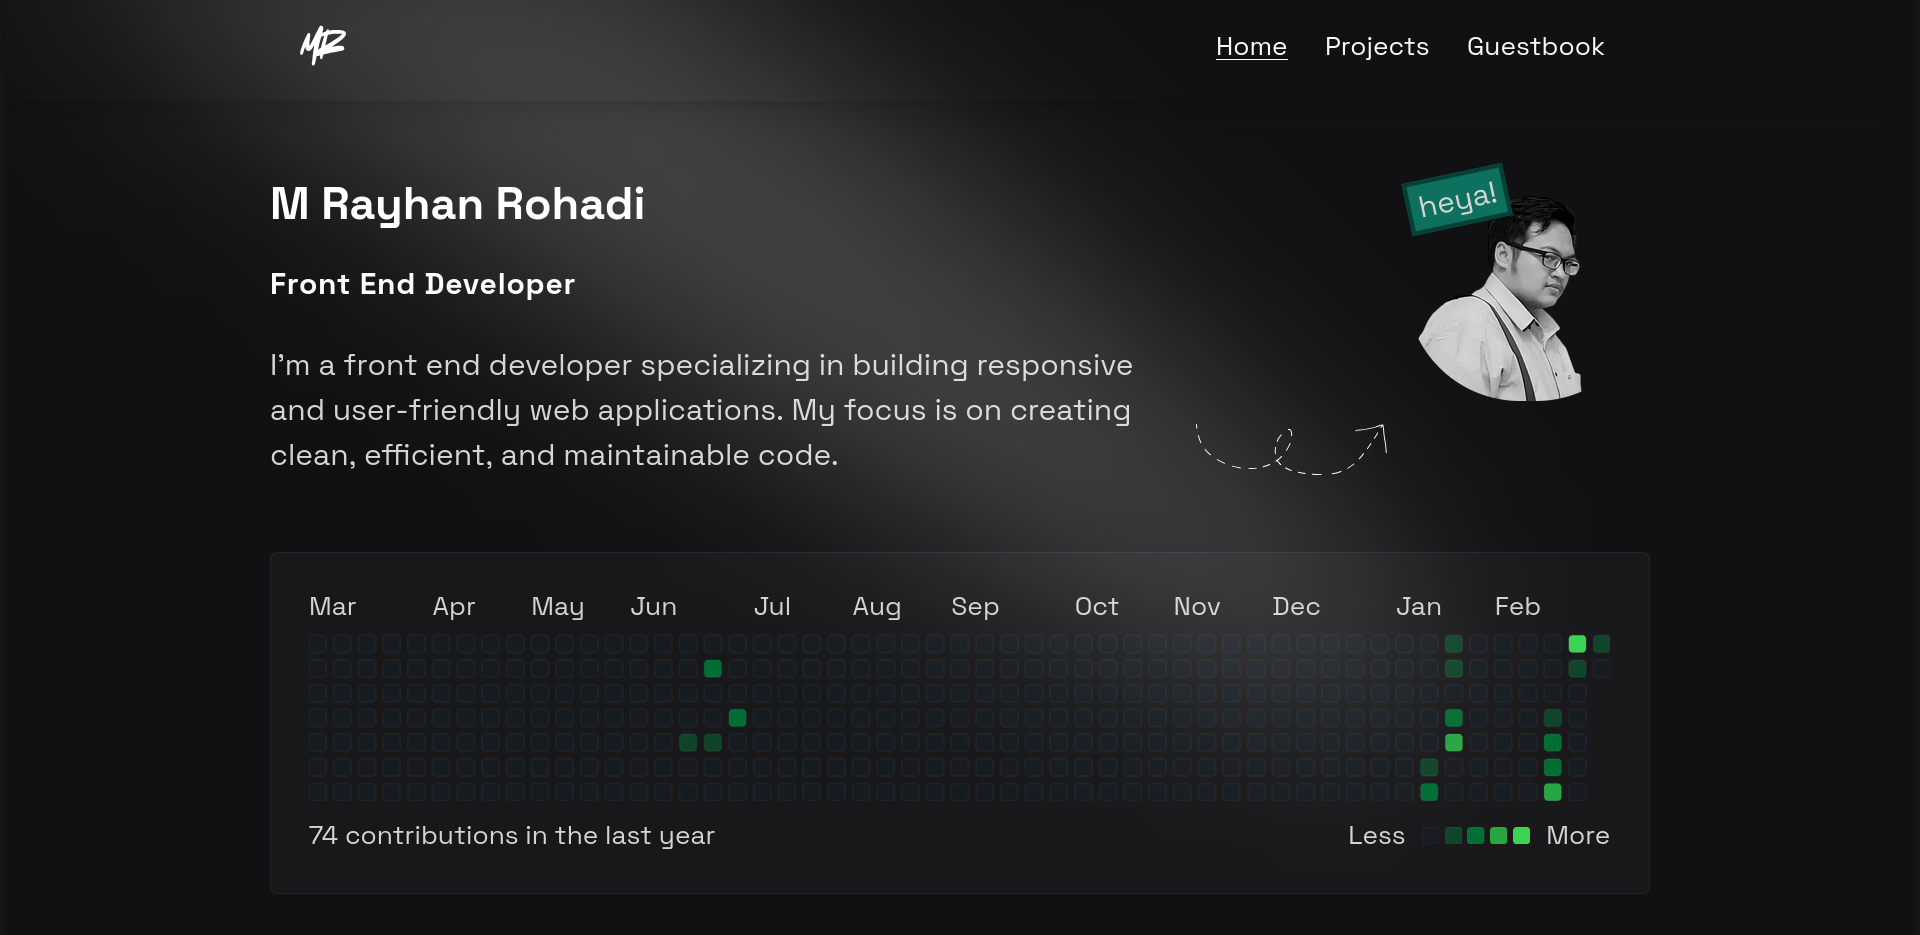 MR
Home Projects Guestbook
heya!
M Rayhan Rohadi
Front End Developer
I'm a front end developer specializing in building responsive
and user-friendly web applications. My focus is on creating
clean, efficient, and maintainable code.
Mar Apr May Jun Jul Aug Sep Oct Nov Dec Jan Feb
74 contributions in the last year
Less More